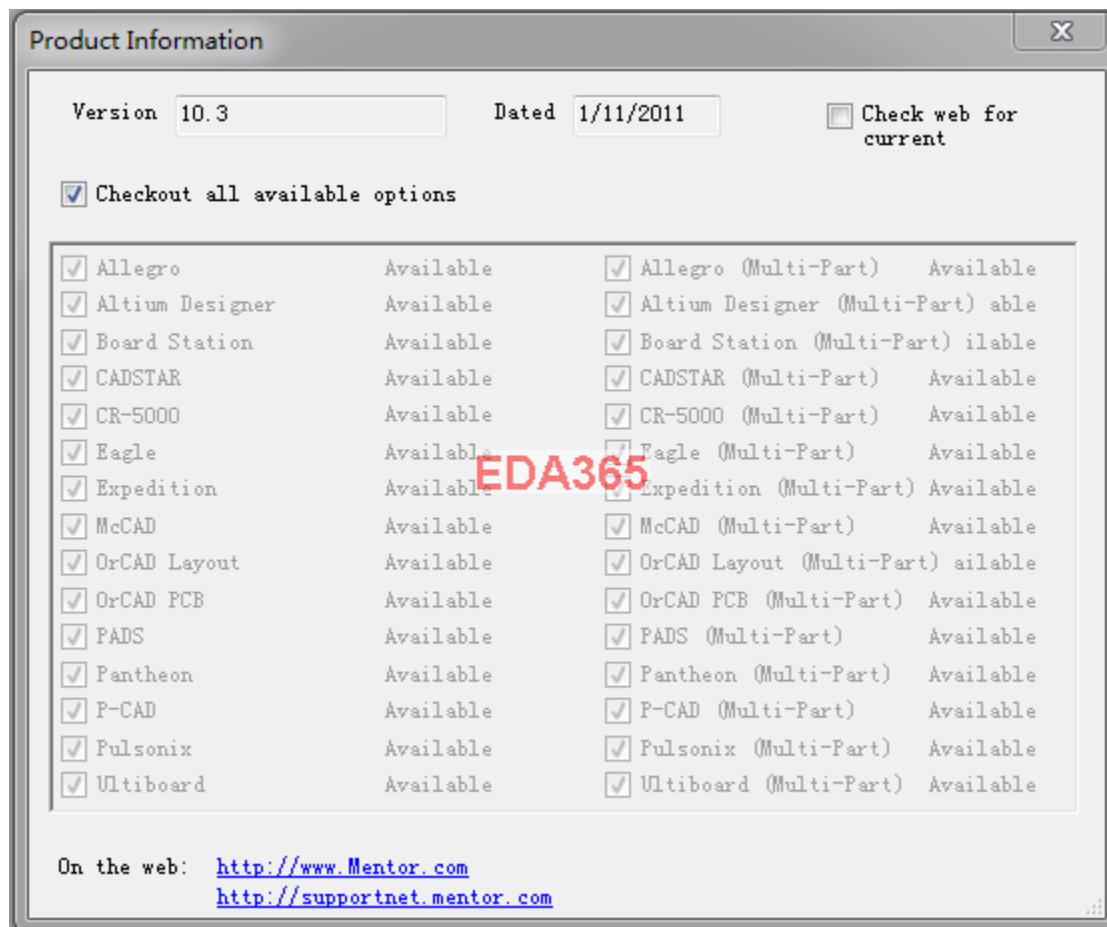 Product Information
Version 10.3 Dated 1/11/2011 Check web for
current
Checkout all available options
Allegro Available Allegro (Multi-Part) Available
Altium Designer Available Altium Designer (Multi-Part) able
Board Station Available Board Station (Multi-Part) ilable
CADSTAR Available CADSTAR (Multi-Part) Available
CR-5000 Available CR-5000 (Multi-Part) Available
Eagle Available Eagle (Multi-Part) Available
EDA365
Expedition Available Expedition (Multi-Part) Available
McCAD Available McCAD (Multi-Part) Available
OrCAD Layout Available OrCAD Layout (Multi-Part) ailable
OrCAD PCB Available OrCAD PCB (Multi-Part) Available
PADS Available PADS (Multi-Part) Available
Pantheon Available Pantheon (Multi-Part) Available
P-CAD Available P-CAD (Multi-Part) Available
Pulsonix Available Pulsonix (Multi-Part) Available
Ultiboard Available Ultiboard (Multi-Part) Available
On the web: http://www.Mentor.com
http://supportnet.mentor.com